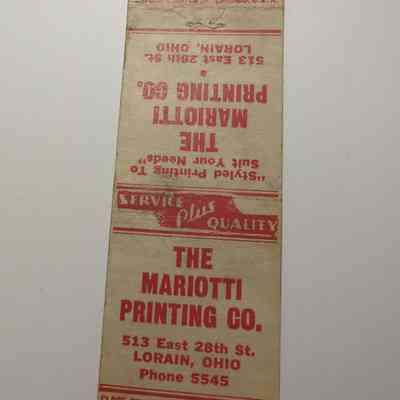 513 East 28th St.
LORAIN, OHIO
THE
MARIOTTI
PRINTING CO.
"Styled Printing To
Suit Your Needs"
SERVICE plus QUALITY
THE
MARIOTTI
PRINTING CO.
513 East 28th St.
LORAIN, OHIO
Phone 5545